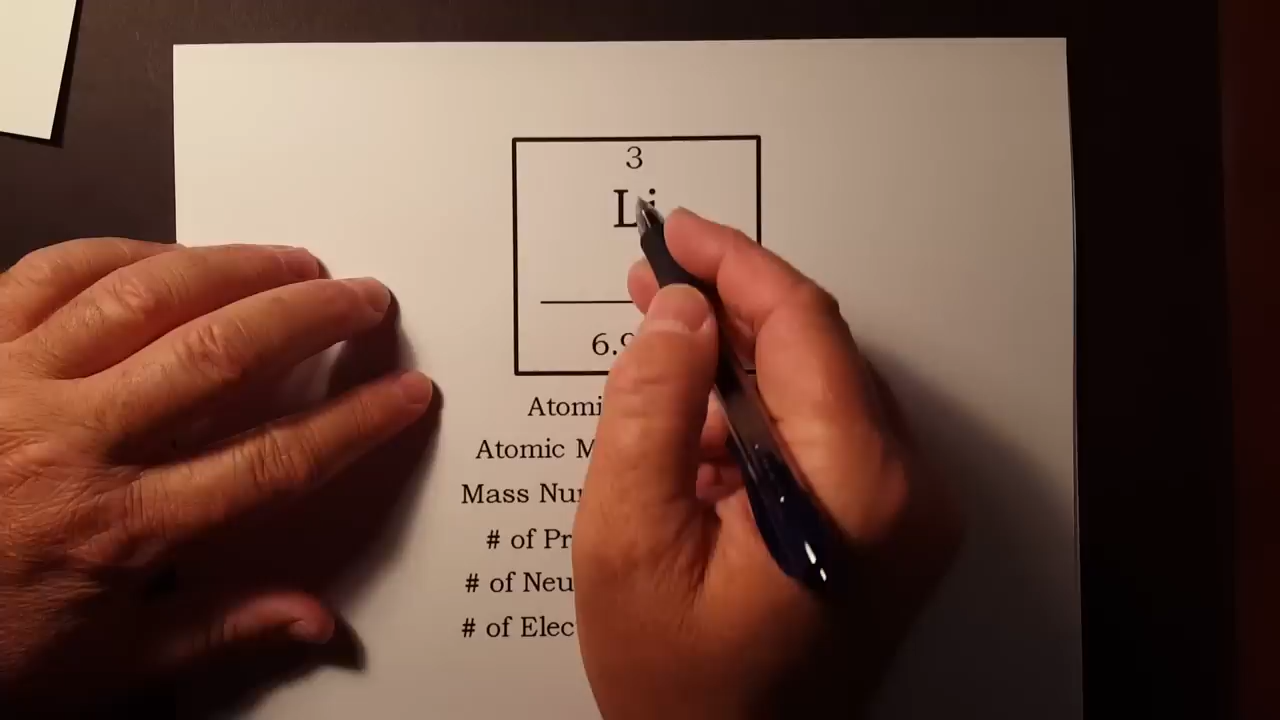 3
Li
6.9
Atomi
Atomic M
Mass Nu
# of Pr
# of Neu
# of Elec